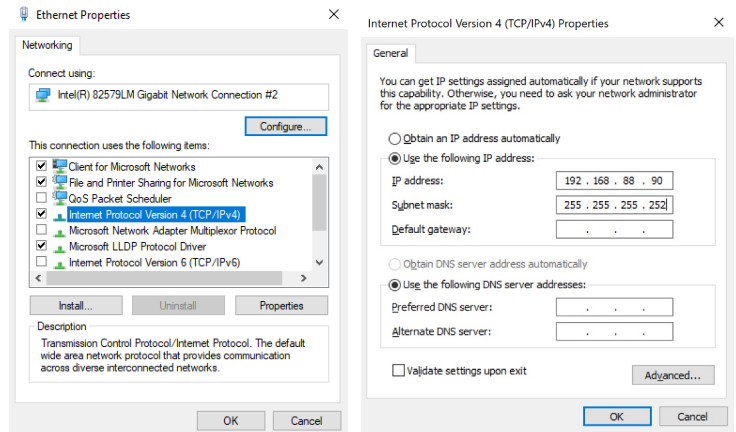 Ethernet Properties
Networking
Connect using:
Intel(R) 82579LM Gigabit Network Connection #2
Configure...
This connection uses the following items:
Client for Microsoft Networks
File and Printer Sharing for Microsoft Networks
QoS Packet Scheduler
Internet Protocol Version 4 (TCP/IPv4)
Microsoft Network Adapter Multiplexor Protocol
Microsoft LLDP Protocol Driver
Internet Protocol Version 6 (TCP/IPv6)
Install... Uninstall Properties
Description
Transmission Control Protocol/Internet Protocol. The default
wide area network protocol that provides communication
across diverse interconnected networks.
OK Cancel
Internet Protocol Version 4 (TCP/IPv4) Properties
General
You can get IP settings assigned automatically if your network supports
this capability. Otherwise, you need to ask your network administrator
for the appropriate IP settings.
Obtain an IP address automatically
Use the following IP address:
IP address: 192 . 168 . 88 . 90
Subnet mask: 255 . 255 . 255 . 252
Default gateway: . . .
Obtain DNS server address automatically
Use the following DNS server addresses:
Preferred DNS server: . . .
Alternate DNS server: . . .
Validate settings upon exit
Advanced...
OK Cancel